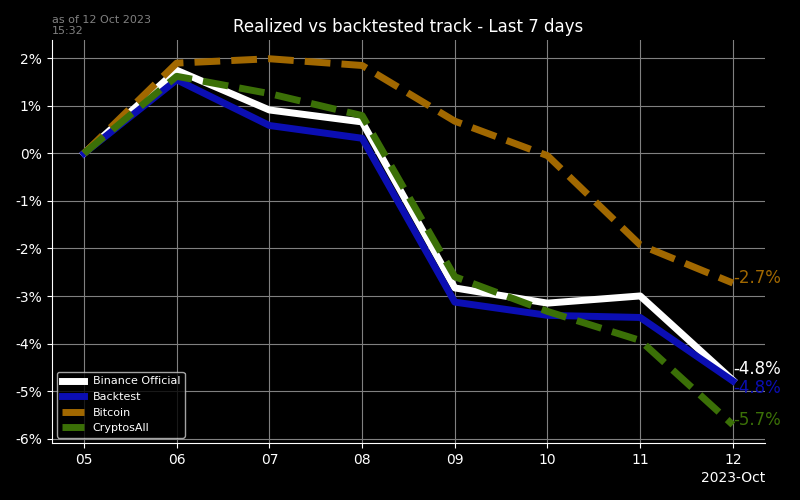 as of 12 Oct 2023
15:32
Realized vs backtested track - Last 7 days
2%
1%
0%
-1%
-2%
-3%
-4%
-5%
-6%
-2.7%
-4.8%
-4.8%
-5.7%
Binance Official
Backtest
Bitcoin
CryptosAll
05 06 07 08 09 10 11 12
2023-Oct